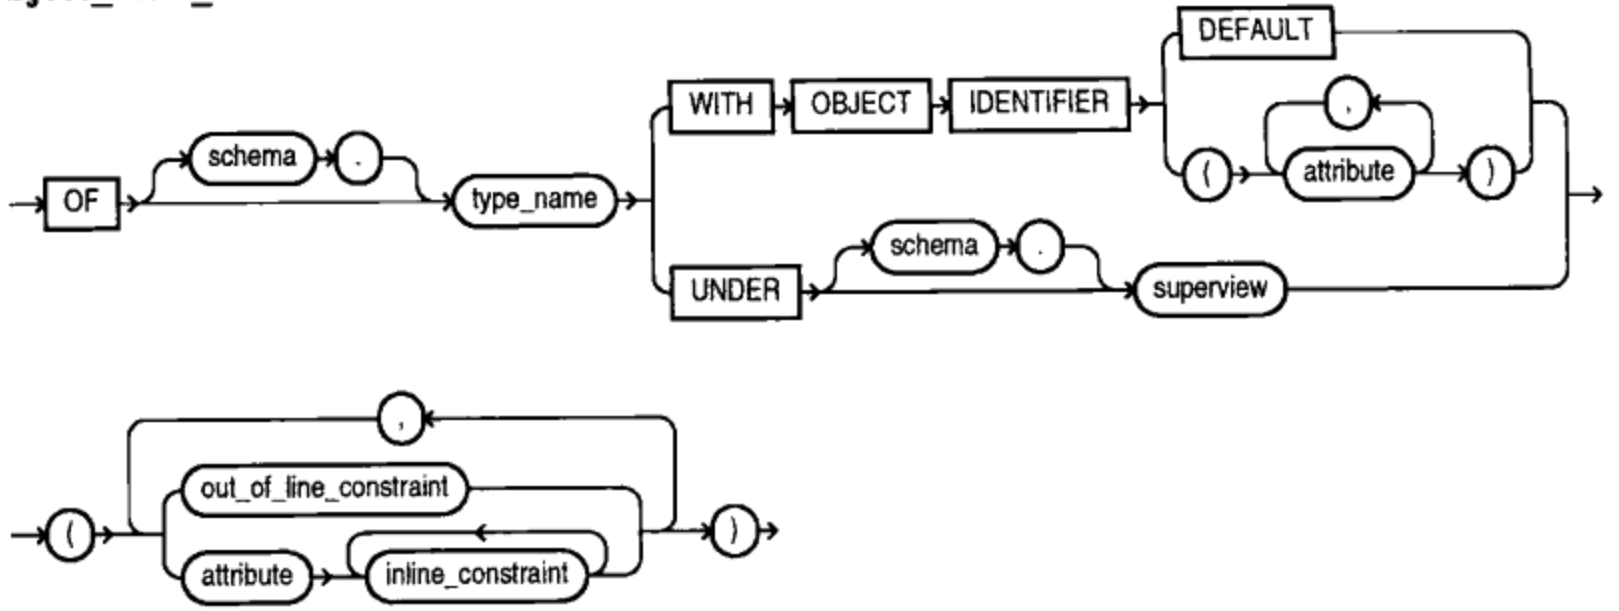 DEFAULT
WITH OBJECT IDENTIFIER
,
schema .
( attribute )
OF type_name
schema .
UNDER superview
,
out_of_line_constraint
( )
attribute inline_constraint